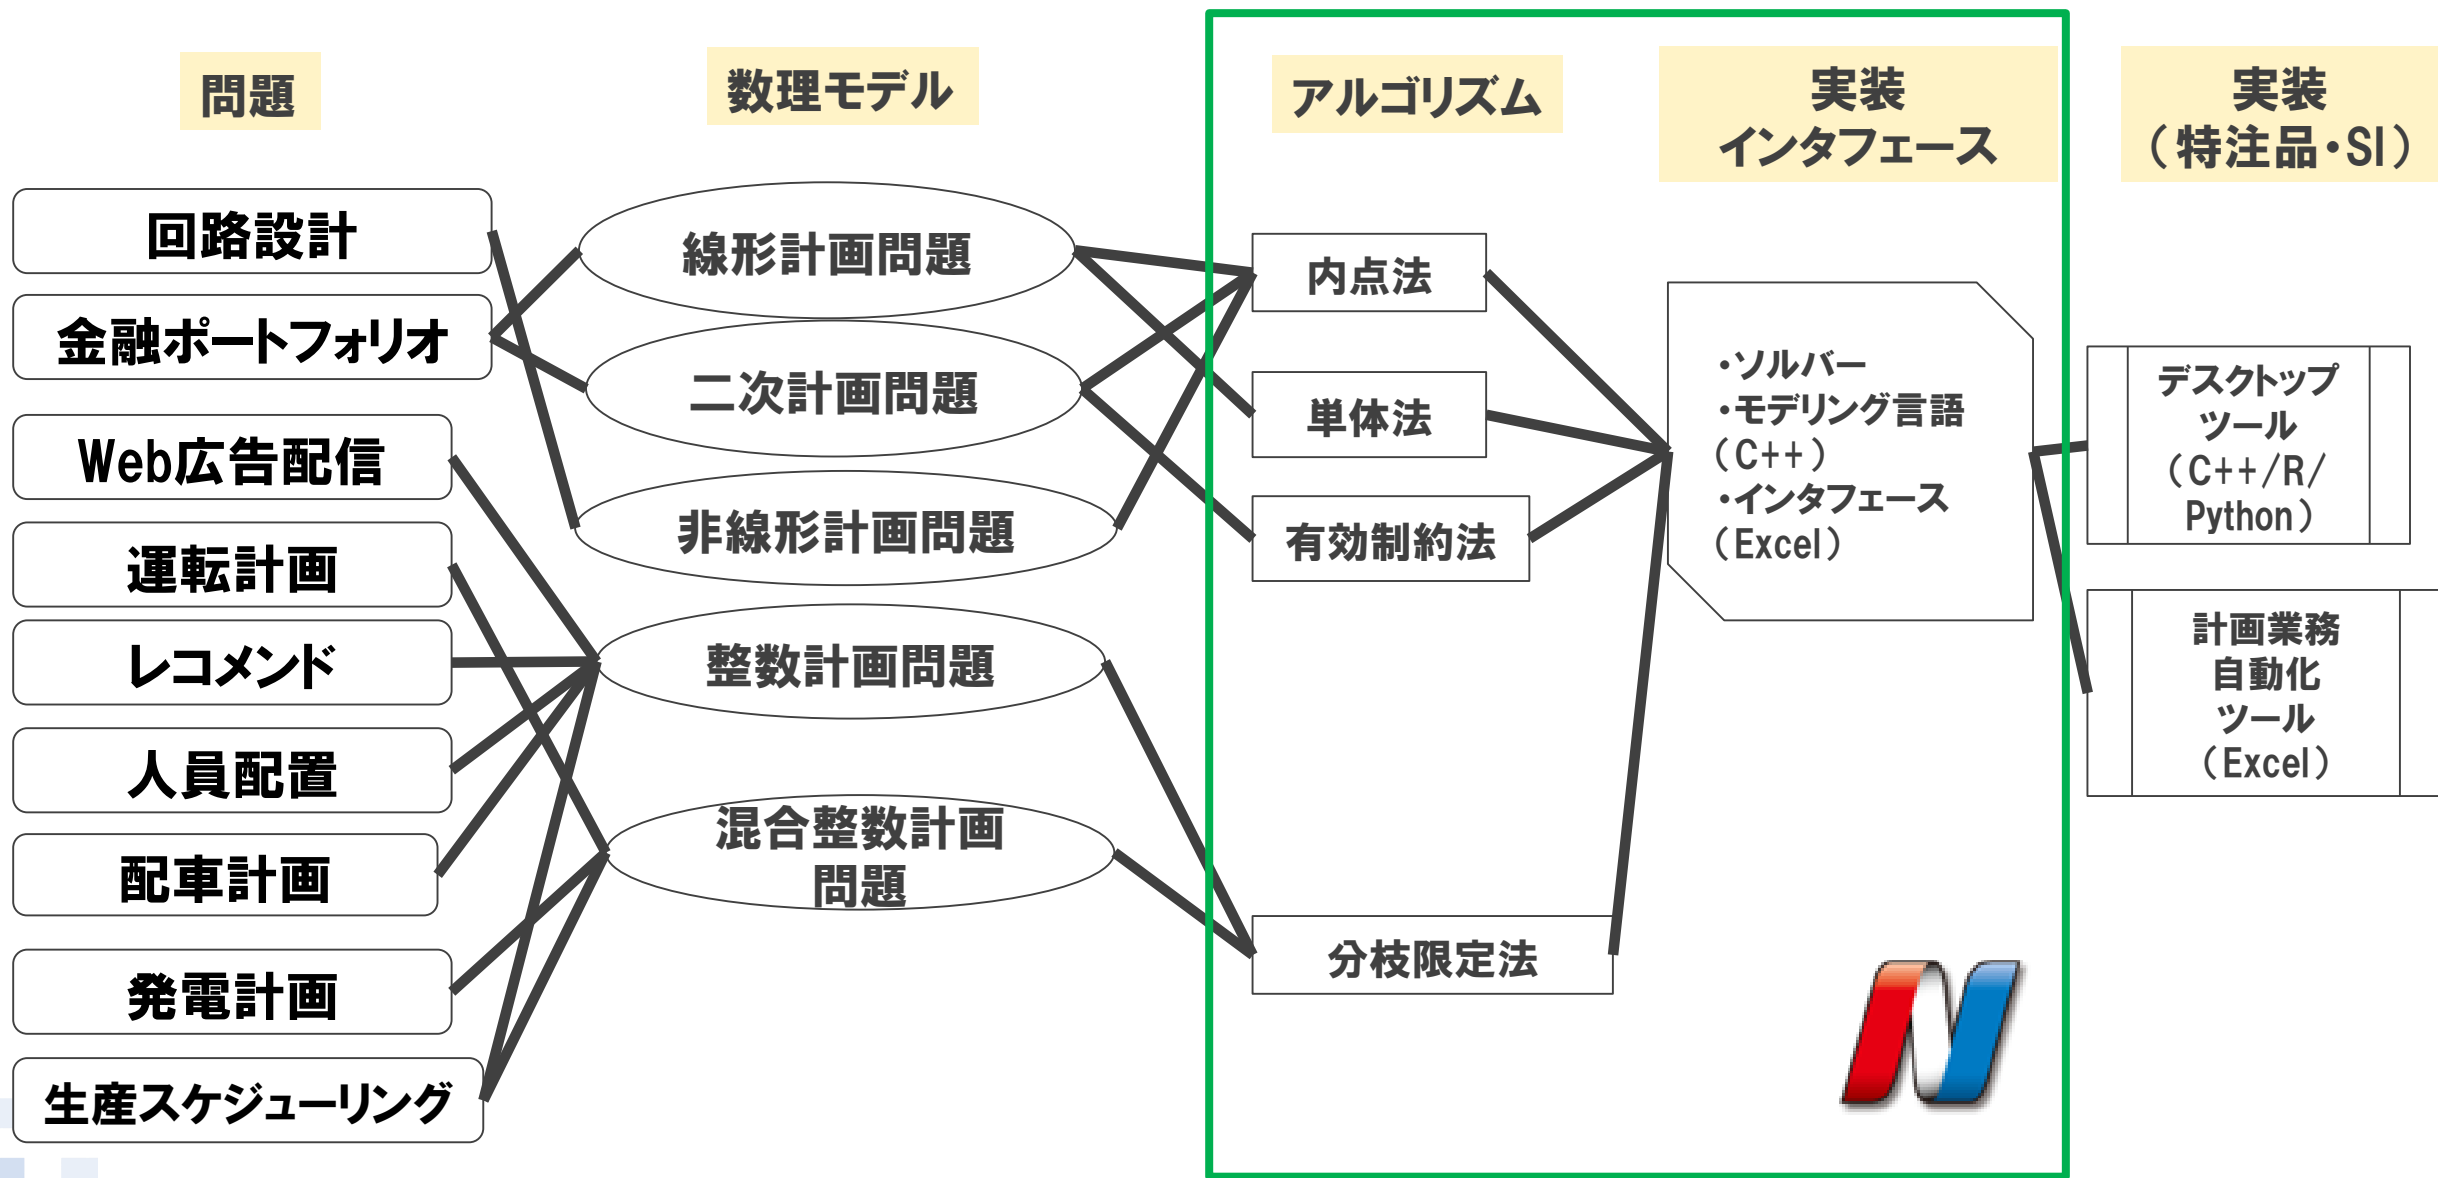 問題
数理モデル
アルゴリズム
実装
インタフェース
実装
（特注品・SI）
回路設計
金融ポートフォリオ
Web広告配信
運転計画
レコメンド
人員配置
配車計画
発電計画
生産スケジューリング
線形計画問題
二次計画問題
非線形計画問題
整数計画問題
混合整数計画
問題
内点法
単体法
有効制約法
分枝限定法
・ソルバー
・モデリング言語
（C++）
・インタフェース
（Excel）
デスクトップ
ツール
（C++/R/
Python）
計画業務
自動化
ツール
（Excel）